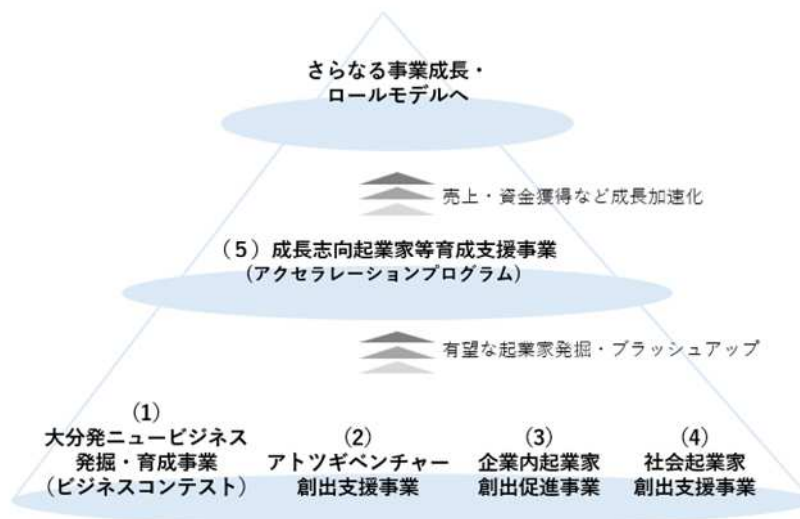 さらなる事業成長・
ロールモデルへ
売上・資金獲得など成長加速化
(5)成長志向起業家等育成支援事業
(アクセラレーションプログラム)
有望な起業家発掘・ブラッシュアップ
(1)
大分発ニュービジネス
発掘・育成事業
(ビジネスコンテスト)
(2)
アトツギベンチャー
創出支援事業
(3)
企業内起業家
創出促進事業
(4)
社会起業家
創出支援事業